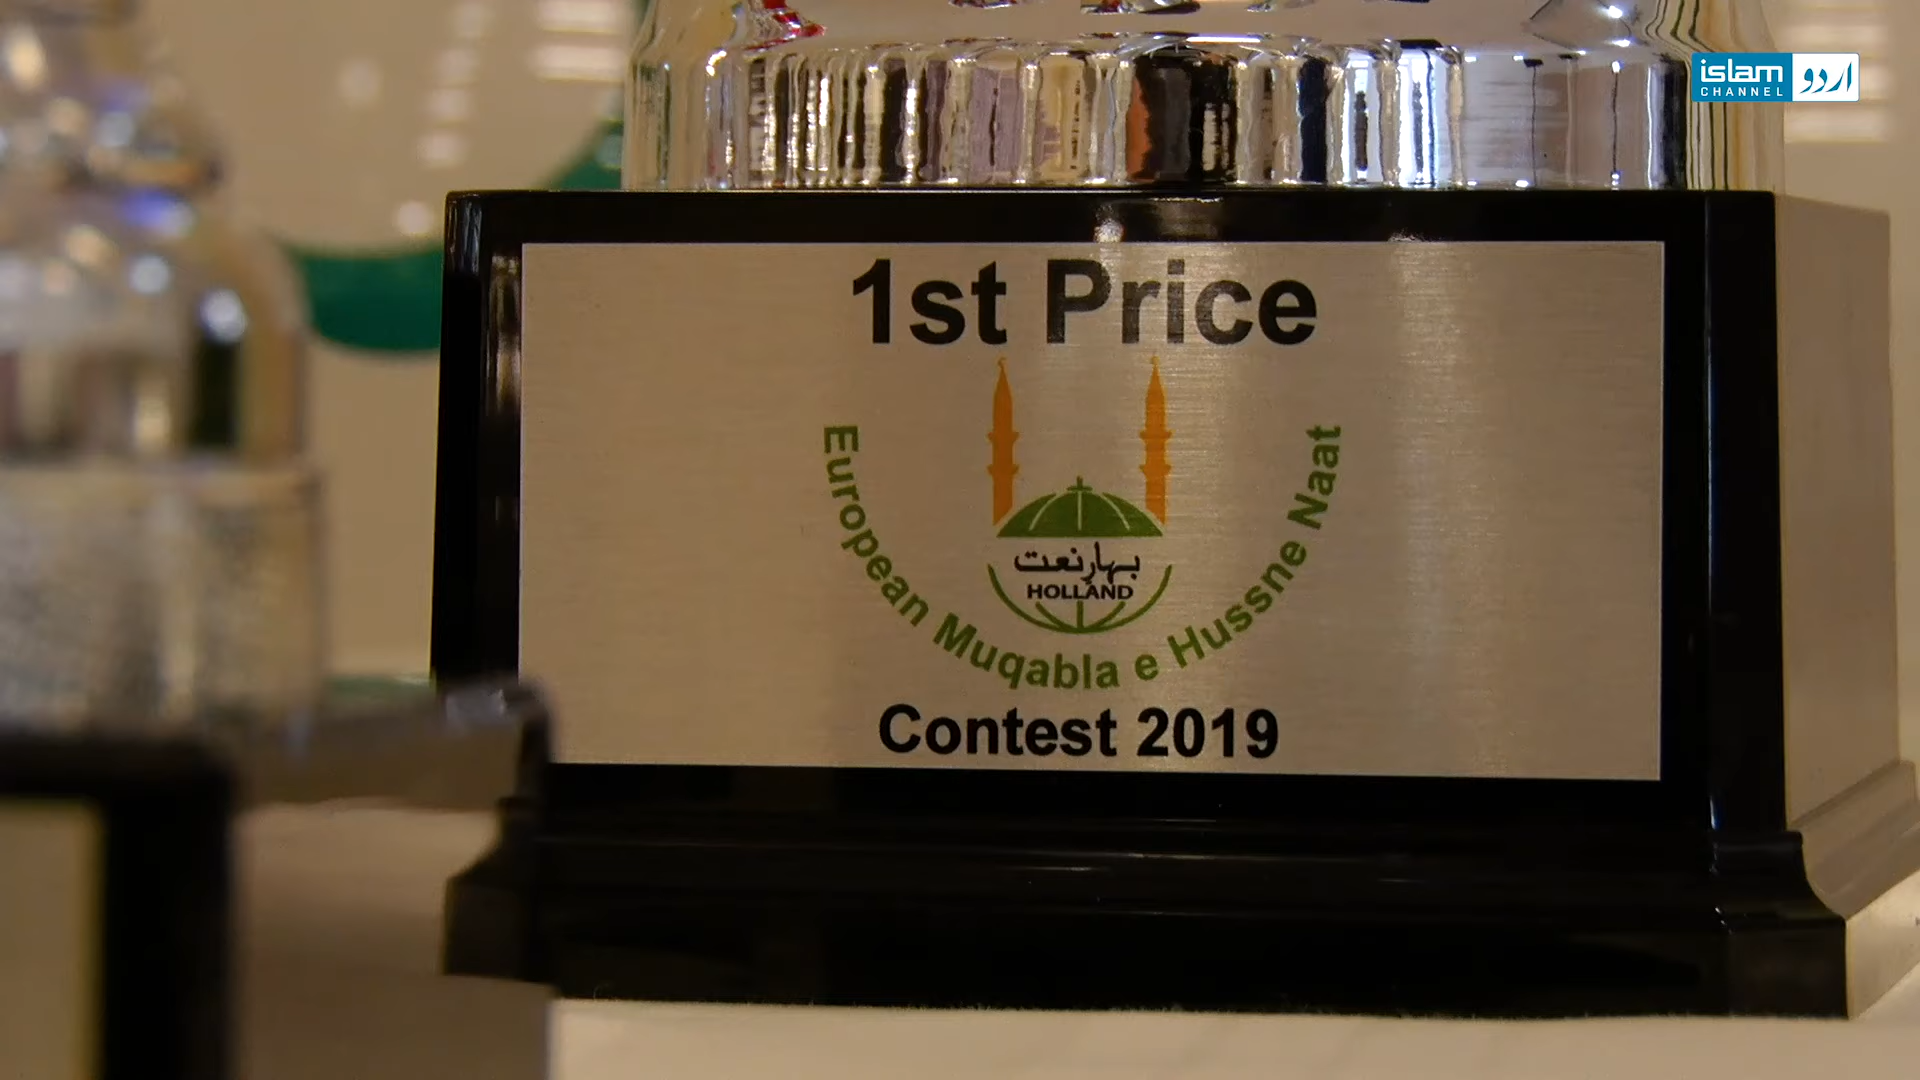 islam
CHANNEL
اردو
1st Price
بہار نعت
HOLLAND
European Muqabla e Hussne Naat
Contest 2019